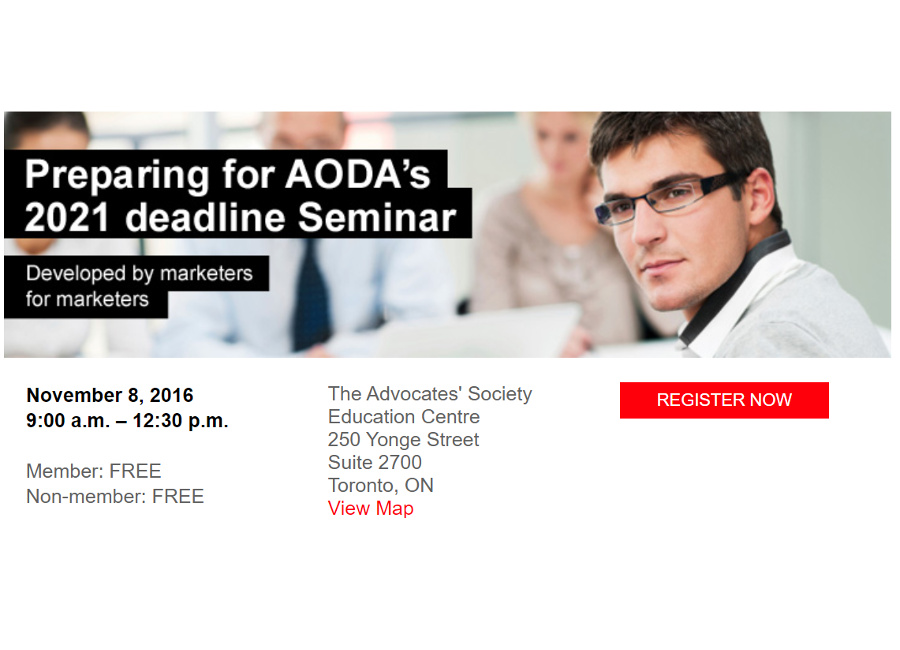 Preparing for AODA's
2021 deadline Seminar
Developed by marketers
for marketers
November 8, 2016
9:00 a.m. – 12:30 p.m.
Member: FREE
Non-member: FREE
The Advocates' Society
Education Centre
250 Yonge Street
Suite 2700
Toronto, ON
View Map
REGISTER NOW